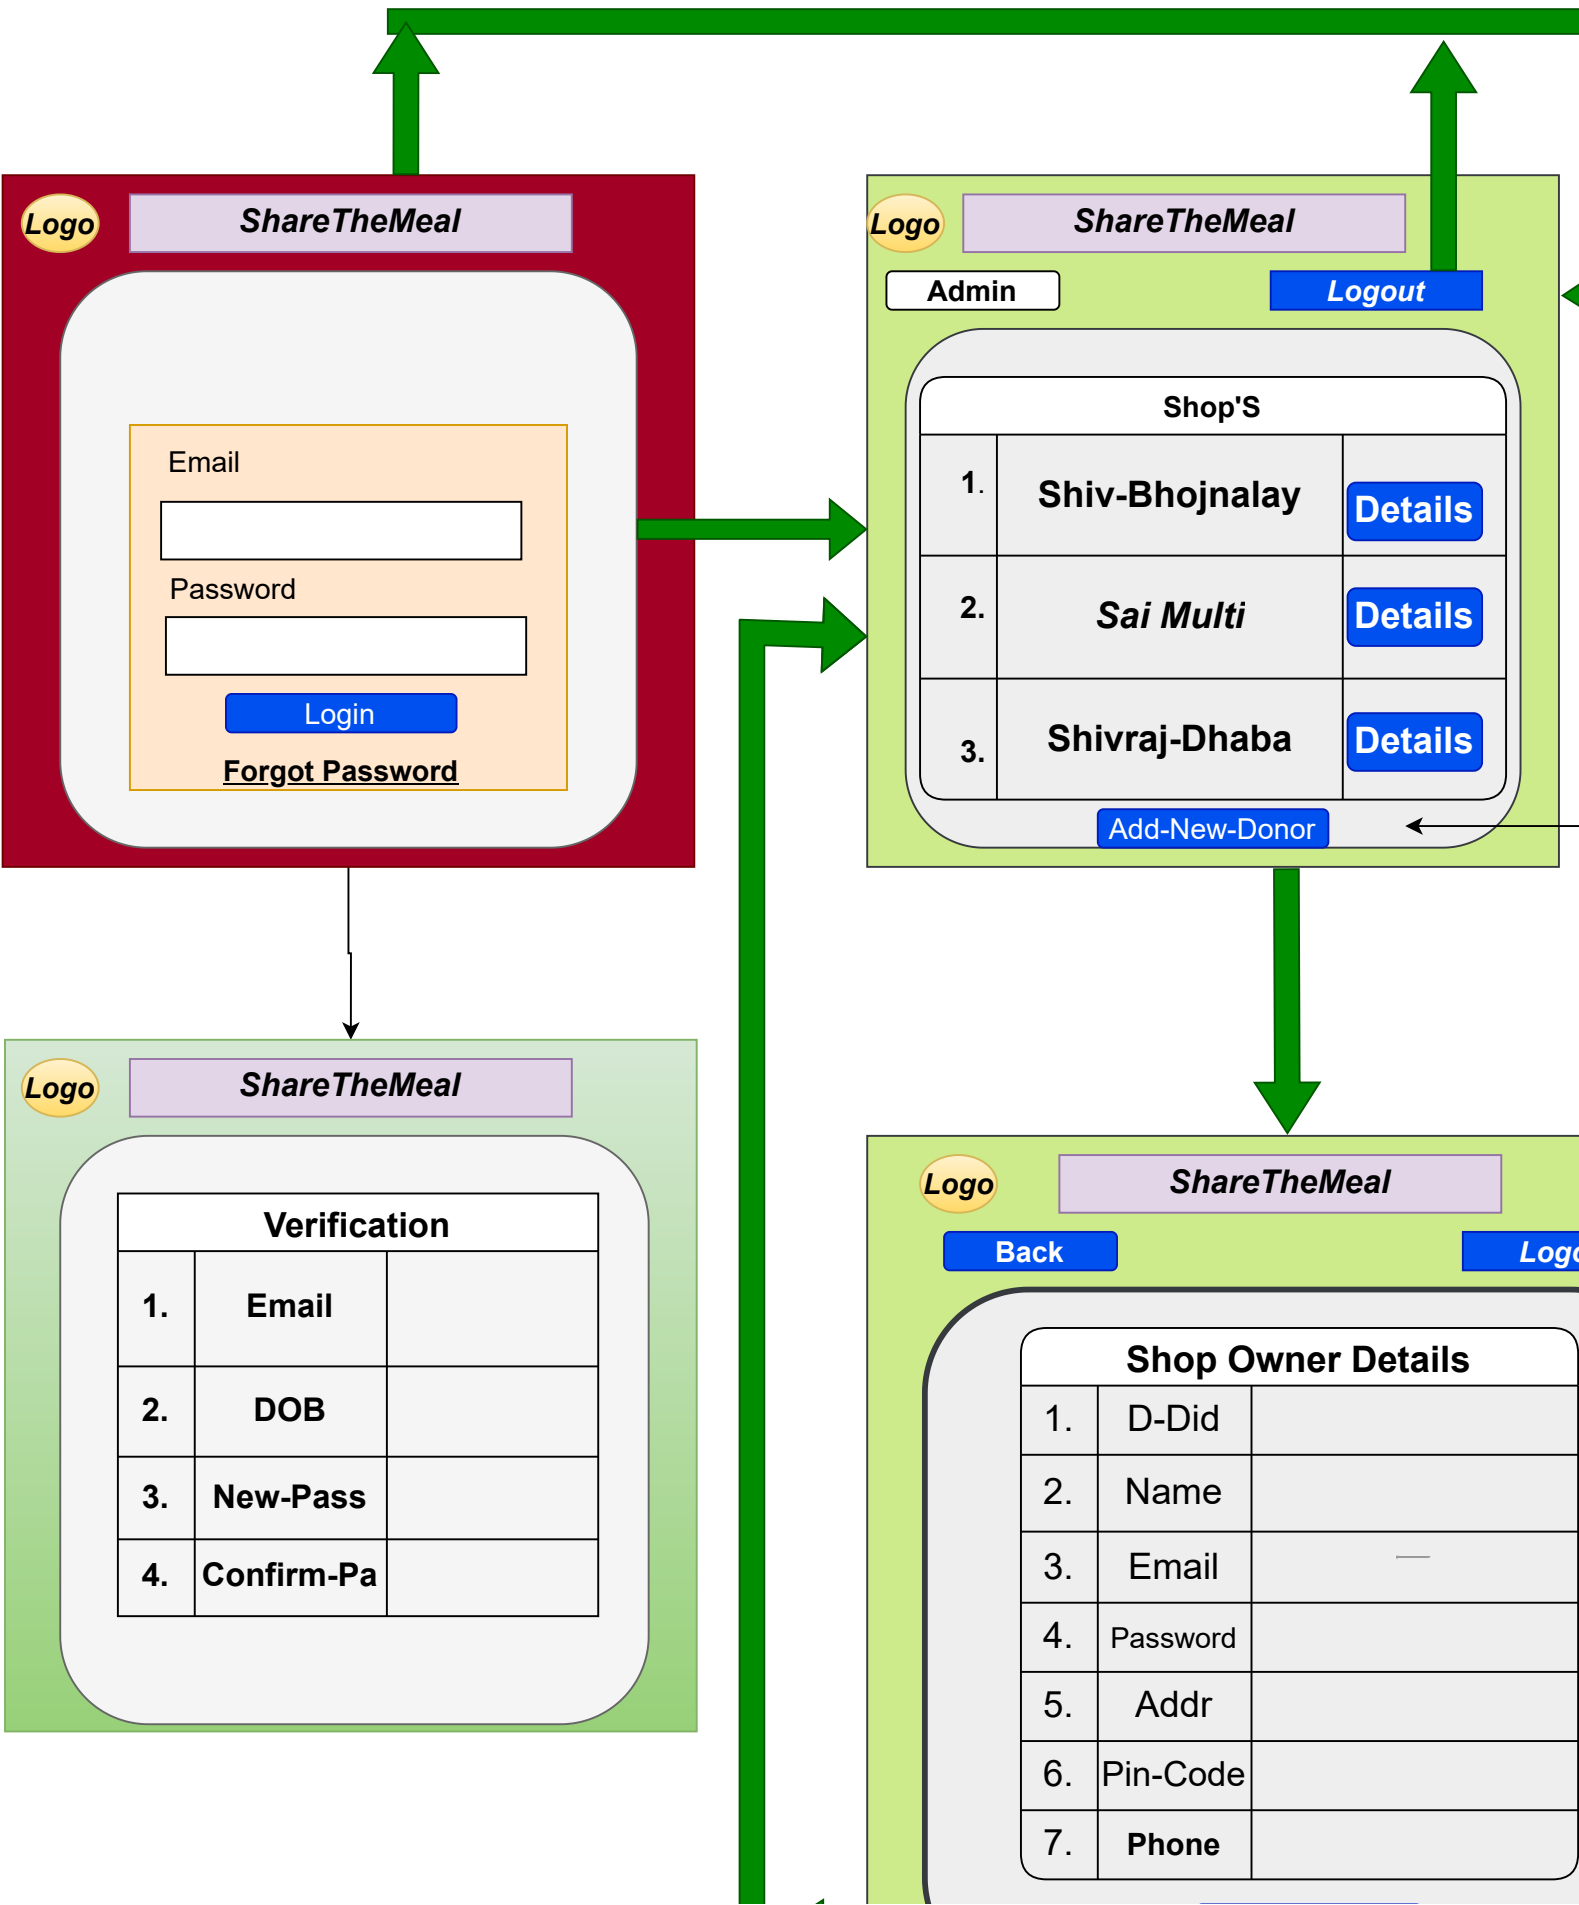 Logo
ShareTheMeal
Email
Password
Login
Forgot Password
Logo
ShareTheMeal
Admin
Logout
Shop'S
1. Shiv-Bhojnalay Details
2. Sai Multi Details
3. Shivraj-Dhaba Details
Add-New-Donor
Logo
ShareTheMeal
Verification
1. Email
2. DOB
3. New-Pass
4. Confirm-Pa
Logo
ShareTheMeal
Back
Shop Owner Details
1. D-Did
2. Name
3. Email
4. Password
5. Addr
6. Pin-Code
7. Phone